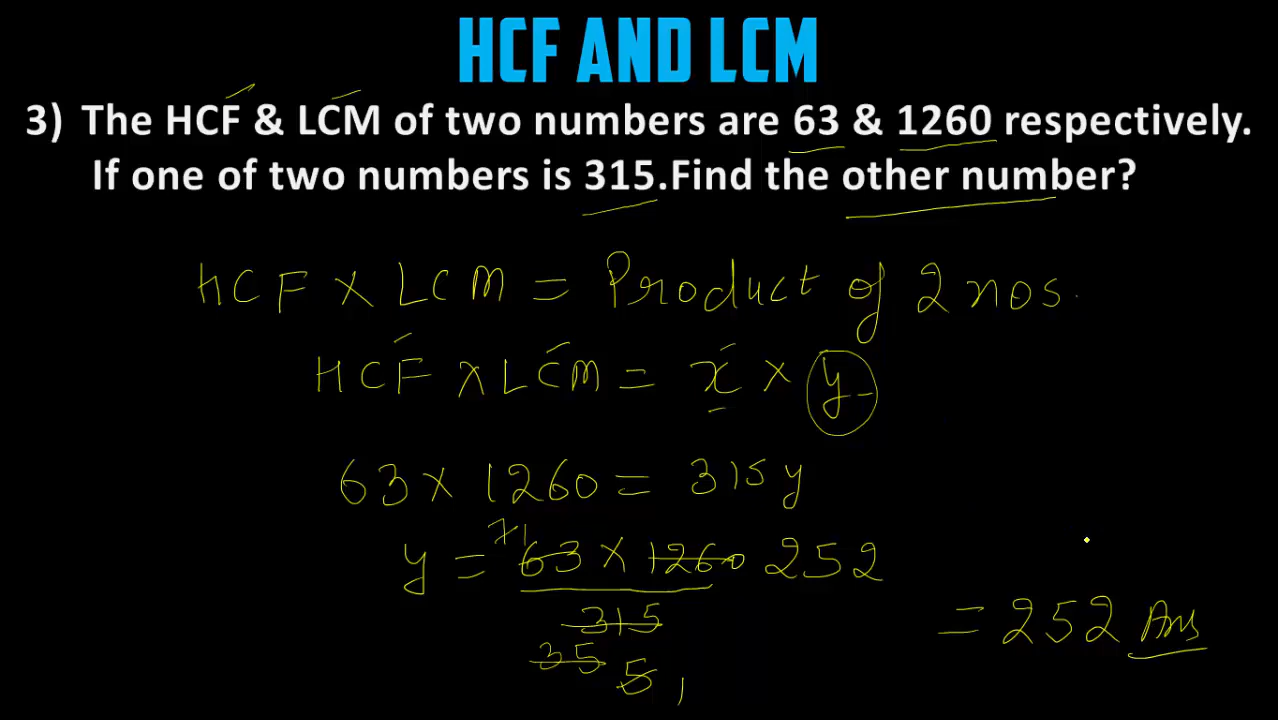 HCF AND LCM
3) The HCF & LCM of two numbers are 63 & 1260 respectively.
If one of two numbers is 315.Find the other number?
HCF X LCM = Product of 2 nos.
HCF X LCM = x X y
63 X 1260 = 315y
71
y = 63 X 1260 252
315
35 5 1
= 252 Ans